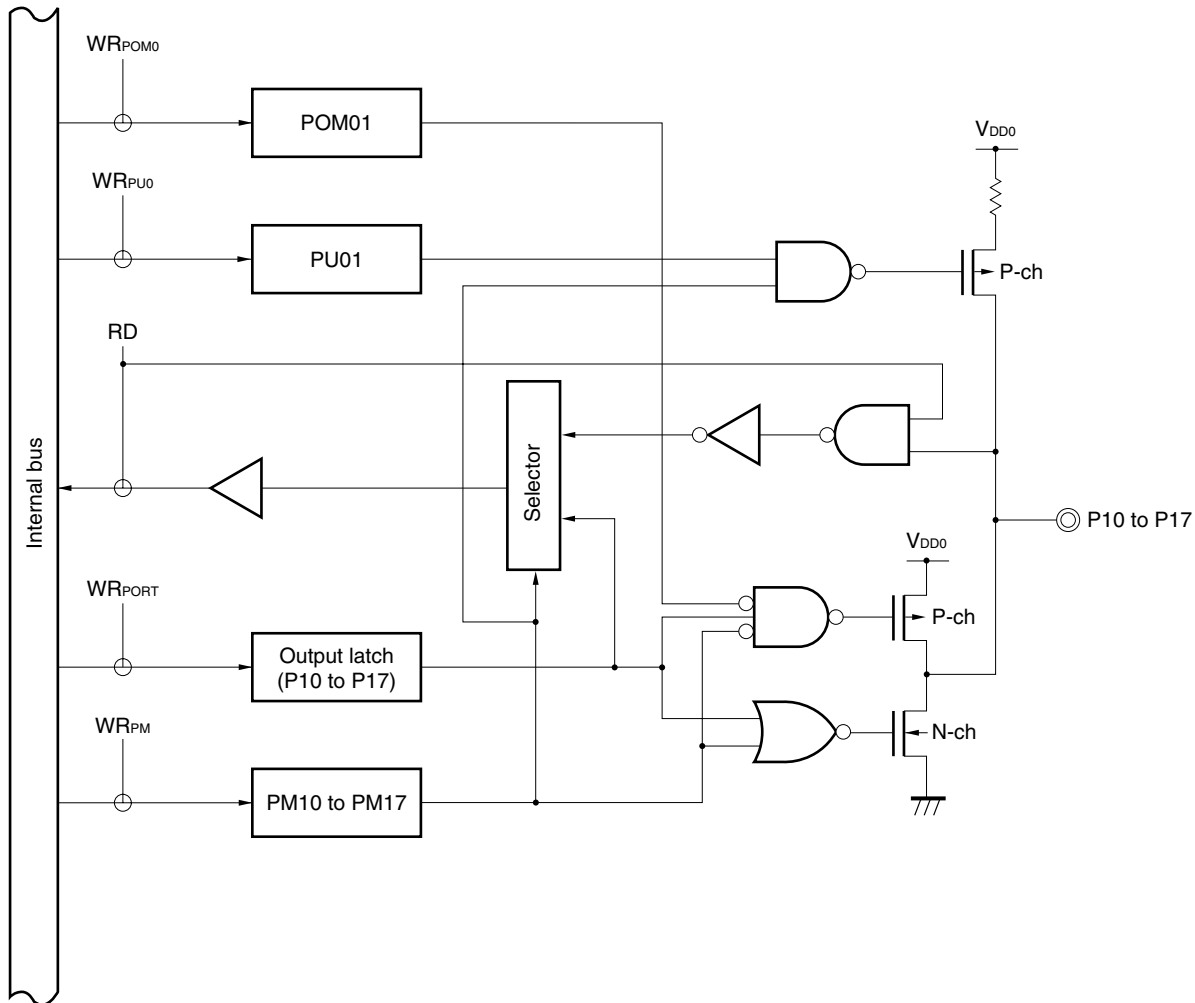 WRPOM0
POM01
VDD0
WRPU0
PU01
P-ch
RD
Internal bus
Selector
P10 to P17
VDD0
WRPORT
P-ch
Output latch
(P10 to P17)
WRPM
N-ch
PM10 to PM17